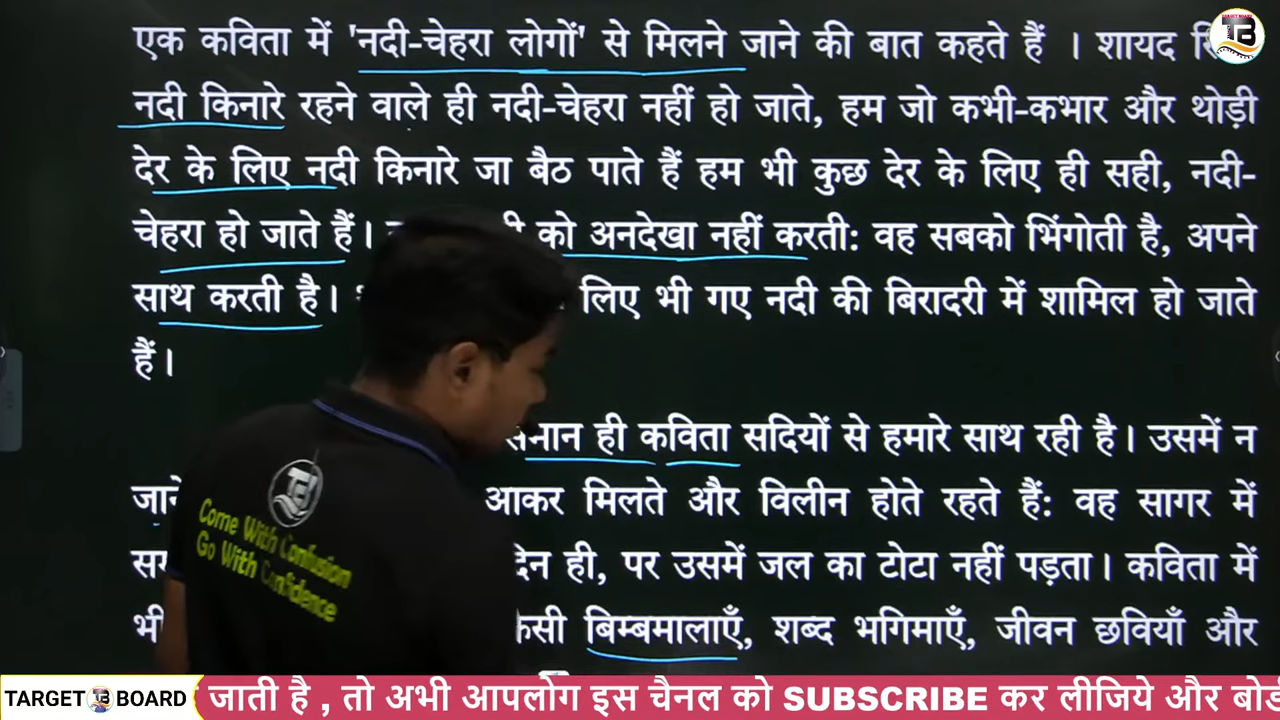 एक कविता में 'नदी-चेहरा लोगों' से मिलने जाने की बात कहते हैं । शायद
नदी किनारे रहने वाले ही नदी-चेहरा नहीं हो जाते, हम जो कभी-कभार और थोड़ी
देर के लिए नदी किनारे जा बैठ पाते हैं हम भी कुछ देर के लिए ही सही, नदी-
चेहरा हो जाते हैं। को अनदेखा नहीं करती: वह सबको भिंगोती है, अपने
साथ करती है। लिए भी गए नदी की बिरादरी में शामिल हो जाते
हैं।
ही कविता सदियों से हमारे साथ रही है। उसमें न
आकर मिलते और विलीन होते रहते हैं: वह सागर में
ही, पर उसमें जल का टोटा नहीं पड़ता। कविता में
बिम्बमालाएँ, शब्द भगिमाएँ, जीवन छवियाँ और
Come With Confusion
Go With Confidence
TARGET BOARD
जाती है , तो अभी आपलोग इस चैनल को SUBSCRIBE कर लीजिये और